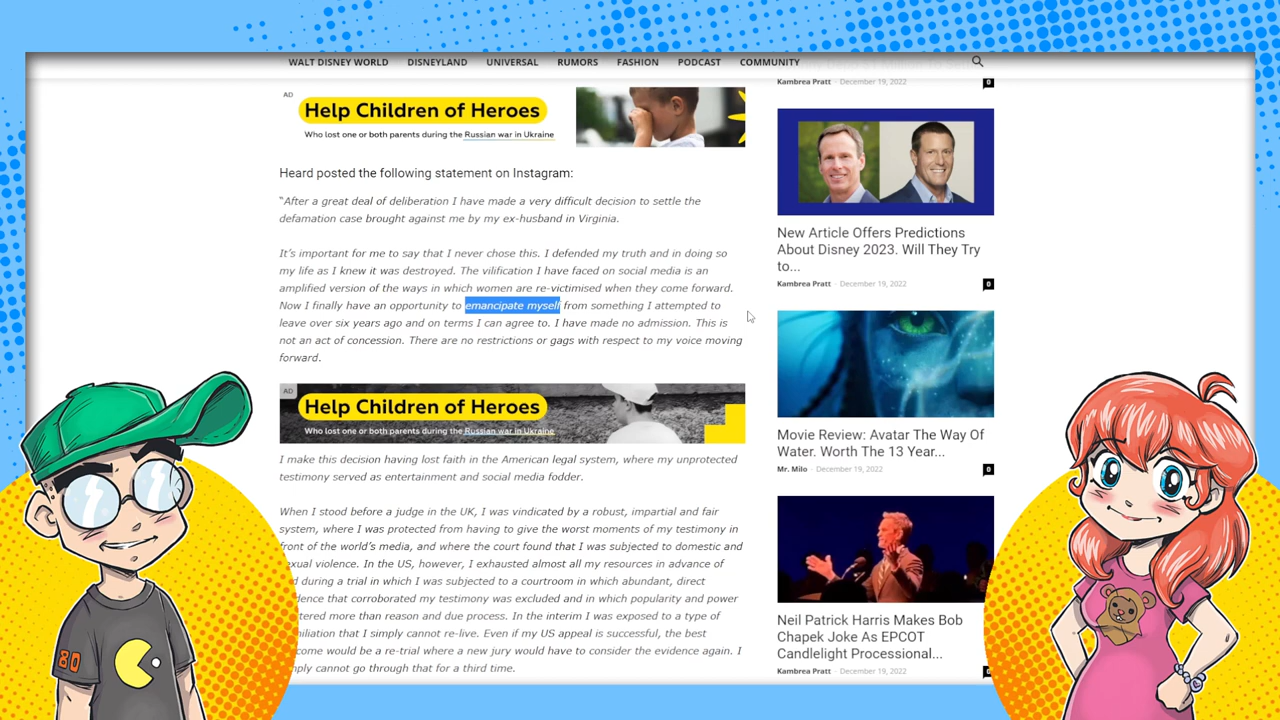 WALT DISNEY WORLD DISNEYLAND UNIVERSAL RUMORS FASHION PODCAST COMMUNITY
AD
Help Children of Heroes
Who lost one or both parents during the Russian war in Ukraine
Heard posted the following statement on Instagram:
"After a great deal of deliberation I have made a very difficult decision to settle the
defamation case brought against me by my ex-husband in Virginia.
It's important for me to say that I never chose this. I defended my truth and in doing so
my life as I knew it was destroyed. The vilification I have faced on social media is an
amplified version of the ways in which women are re-victimised when they come forward.
Now I finally have an opportunity to emancipate myself from something I attempted to
leave over six years ago and on terms I can agree to. I have made no admission. This is
not an act of concession. There are no restrictions or gags with respect to my voice moving
forward.
AD
Help Children of Heroes
Who lost one or both parents during the Russian war in Ukraine
I make this decision having lost faith in the American legal system, where my unprotected
testimony served as entertainment and social media fodder.
When I stood before a judge in the UK, I was vindicated by a robust, impartial and fair
system, where I was protected from having to give the worst moments of my testimony in
front of the world's media, and where the court found that I was subjected to domestic and
exual violence. In the US, however, I exhausted almost all my resources in advance of
d during a trial in which I was subjected to a courtroom in which abundant, direct
dence that corroborated my testimony was excluded and in which popularity and power
tered more than reason and due process. In the interim I was exposed to a type of
iliation that I simply cannot re-live. Even if my US appeal is successful, the best
come would be a re-trial where a new jury would have to consider the evidence again. I
mply cannot go through that for a third time.
Kambrea Pratt - December 19, 2022 0
New Article Offers Predictions
About Disney 2023. Will They Try
to...
Kambrea Pratt - December 19, 2022 0
Movie Review: Avatar The Way Of
Water. Worth The 13 Year...
Mr. Milo - December 19, 2022 0
Neil Patrick Harris Makes Bob
Chapek Joke As EPCOT
Candlelight Processional...
Kambrea Pratt - December 19, 2022
80